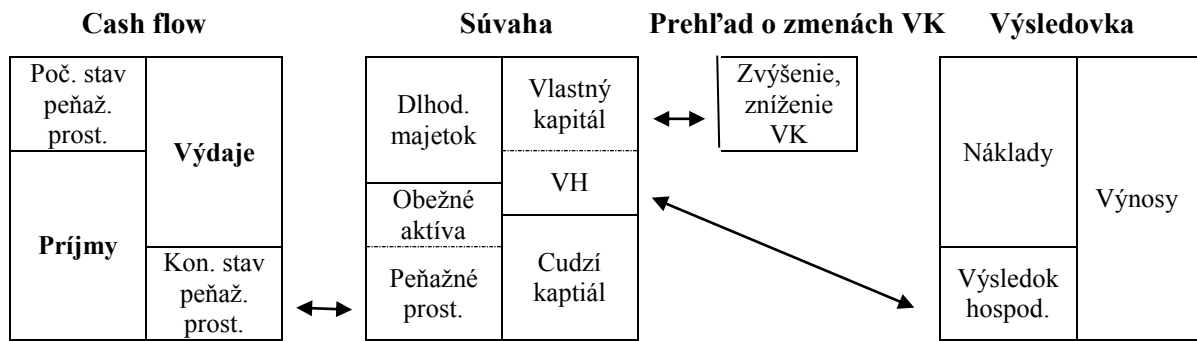 Cash flow
Súvaha
Prehľad o zmenách VK
Výsledovka
Poč. stav
peňaž.
prost.
Príjmy
Výdaje
Kon. stav
peňaž.
prost.
Dlhod.
majetok
Obežné
aktíva
Peňažné
prost.
Vlastný
kapitál
VH
Cudzí
kaptiál
Zvýšenie,
zníženie
VK
Náklady
Výsledok
hospod.
Výnosy